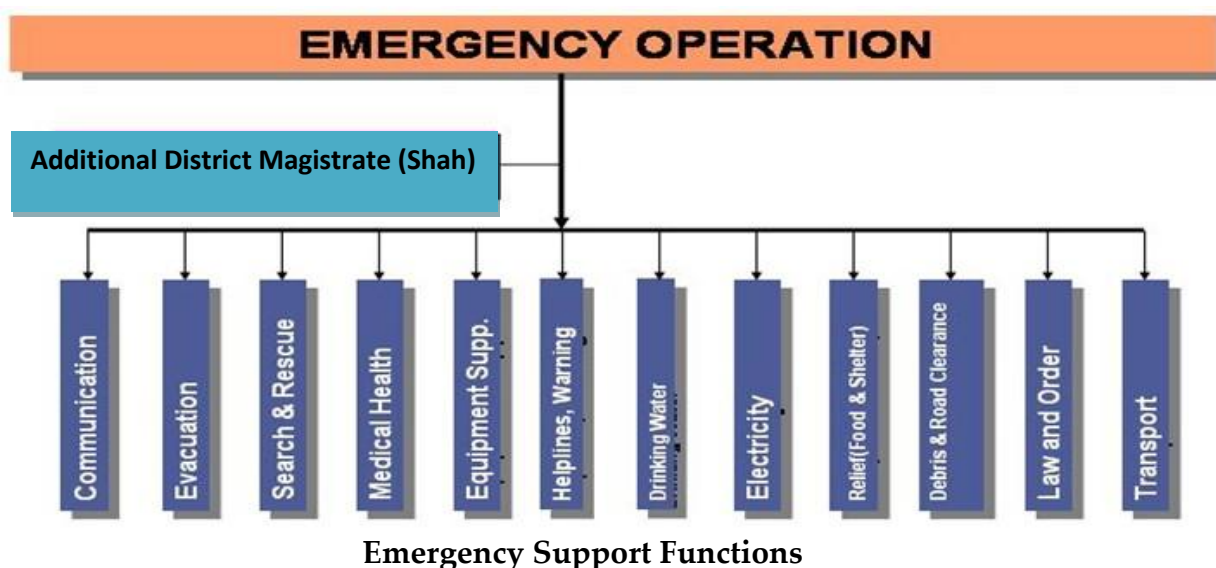 EMERGENCY OPERATION
Additional District Magistrate (Shah)
Communication
Evacuation
Search & Rescue
Medical Health
Equipment Supp.
Helplines, Warning
Drinking Water
Electricity
Relief(Food & Shelter)
Debris & Road Clearance
Law and Order
Transport
Emergency Support Functions